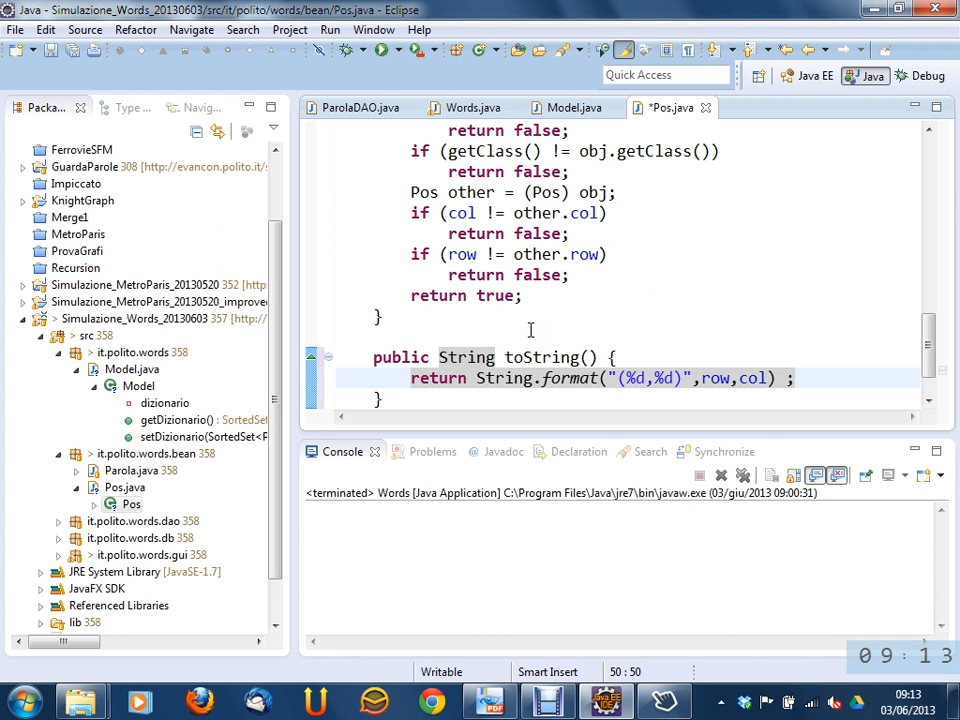 Java - Simulazione_Words_20130603/src/it/polito/words/bean/Pos.java - Eclipse
File Edit Source Refactor Navigate Search Project Run Window Help
Quick Access
Java EE Java Debug
Packa... Type ... Navig...
ParolaDAO.java Words.java Model.java *Pos.java
FerrovieSFM
GuardaParole 308 [http://evancon.polito.it/s
Impiccato
KnightGraph
Merge1
MetroParis
ProvaGrafi
Recursion
Simulazione_MetroParis_20130520 352 [http:/
Simulazione_MetroParis_20130520_improved
> Simulazione_Words_20130603 357 [http://
> src 358
> it.polito.words 358
Model.java 358
Model
dizionario
getDizionario() : SortedSet
setDizionario(SortedSet<P
> it.polito.words.bean 358
Parola.java 358
Pos.java
Pos
it.polito.words.dao 358
it.polito.words.db 358
> it.polito.words.gui 358
JRE System Library [JavaSE-1.7]
JavaFX SDK
Referenced Libraries
lib 358
return false;
if (getClass() != obj.getClass())
return false;
Pos other = (Pos) obj;
if (col != other.col)
return false;
if (row != other.row)
return false;
return true;
}
public String toString() {
return String.format("(%d,%d)",row,col) ;
}
Console Problems Javadoc Declaration Search Synchronize
<terminated> Words [Java Application] C:\Program Files\Java\jre7\bin\javaw.exe (03/giu/2013 09:00:31)
09:13
Writable Smart Insert 50 : 50
09:13
03/06/2013